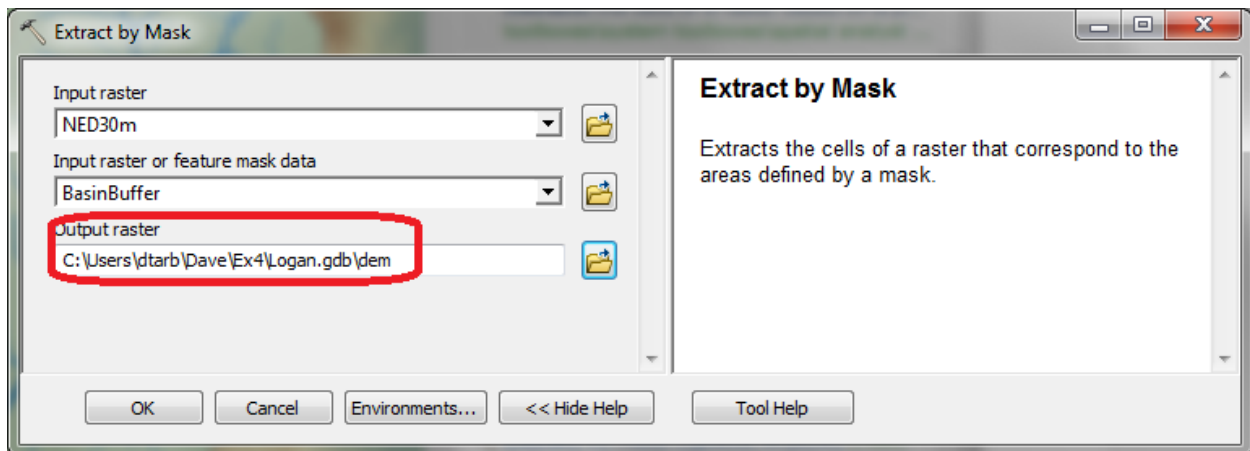 Extract by Mask
Input raster
NED30m
Input raster or feature mask data
BasinBuffer
Output raster
C:\Users\dtarb\Dave\Ex4\Logan.gdb\dem
Extract by Mask
Extracts the cells of a raster that correspond to the
areas defined by a mask.
OK
Cancel
Environments...
<< Hide Help
Tool Help